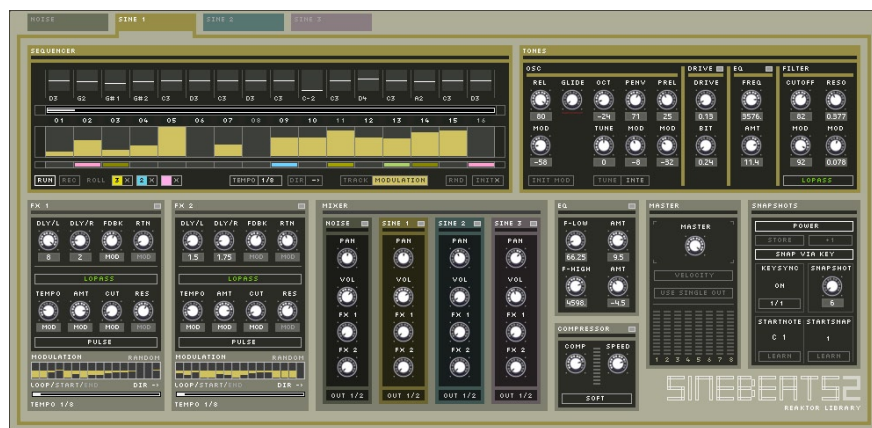 NOISE SINE 1 SINE 2 SINE 3
SEQUENCER
D3 G2 G#1 G#2 C3 D3 C3 D3 C3 C-2 C3 D4 C3 A2 C3 D3
01 02 03 04 05 06 07 08 09 10 11 12 13 14 15 16
RUN REC ROLL 3 X 2 X X TEMPO 1/8 DIR -> TRACK MODULATION RND INIT X
TONES
OSC DRIVE EQ FILTER
REL GLIDE OCT PENV PREL DRIVE FREQ CUTOFF RESO
80 -24 71 25 0.13 3576. 82 0.377
MOD TUNE MOD MOD BIT AMT MOD MOD
-58 0 -8 -32 0.24 11.4 92 0.078
INIT MOD TUNE INTE LOPASS
FX 1
DLY/L DLY/R FDBK RTN
8 2 MOD MOD
LOPASS
TEMPO AMT CUT RES
MOD MOD MOD MOD
PULSE
MODULATION RANDOM
LOOP/START/END DIR ->
TEMPO 1/8
FX 2
DLY/L DLY/R FDBK RTN
1.5 1.75 MOD MOD
LOPASS
TEMPO AMT CUT RES
MOD MOD MOD MOD
PULSE
MODULATION RANDOM
LOOP/START/END DIR ->
TEMPO 1/8
MIXER
NOISE SINE 1 SINE 2 SINE 3
PAN PAN PAN PAN
VOL VOL VOL VOL
FX 1 FX 1 FX 1 FX 1
FX 2 FX 2 FX 2 FX 2
OUT 1/2 OUT 1/2 OUT 1/2 OUT 1/2
EQ
F-LOW AMT
66.25 9.5
F-HIGH AMT
4598. -4.5
COMPRESSOR
COMP SPEED
SOFT
MASTER
MASTER
VELOCITY
USE SINGLE OUT
1 2 3 4 5 6 7 8
SNAPSHOTS
POWER
STORE +1
SNAP VIA KEY
KEYSYNC SNAPSHOT
ON
1/1 6
STARTNOTE STARTSNAP
C 1 1
LEARN LEARN
SINEBEATS2
REAKTOR LIBRARY